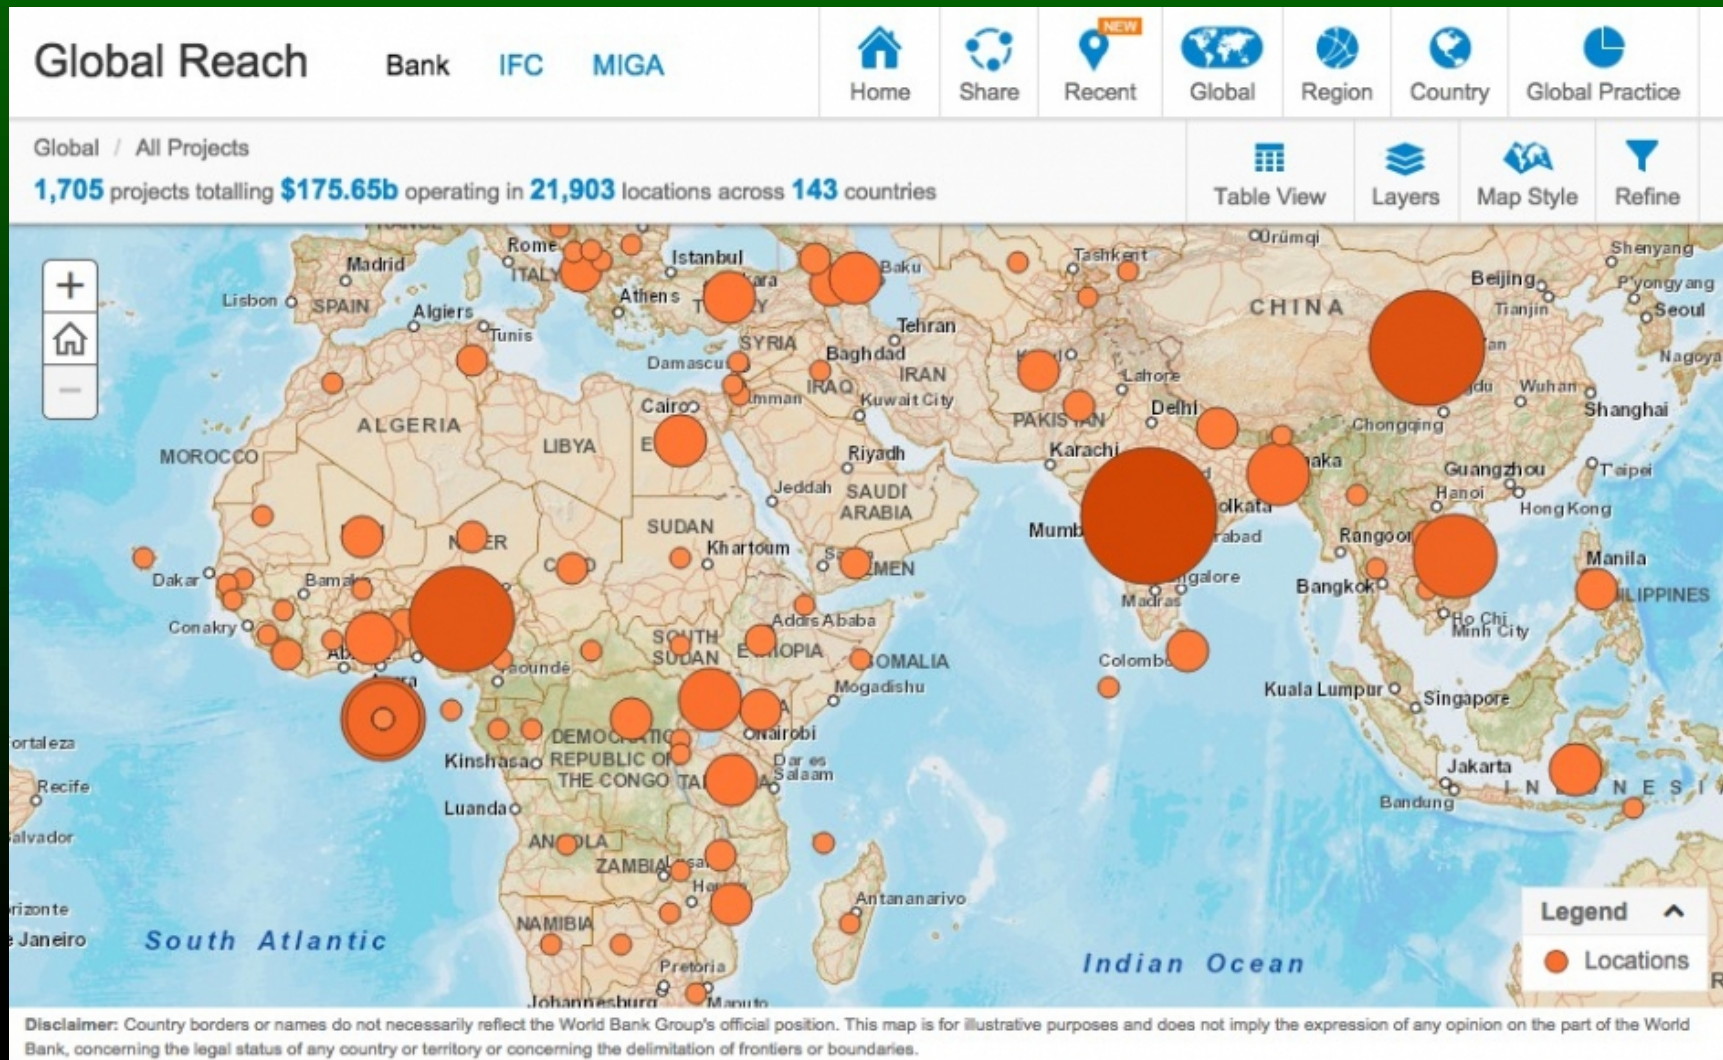 Global Reach Bank IFC MIGA
NEW
Home Share Recent Global Region Country Global Practice
Global / All Projects
1,705 projects totalling $175.65b operating in 21,903 locations across 143 countries
Table View Layers Map Style Refine
Rome Istanbul Tashkent Ürümqi Shenyang
Madrid ITALY Baku Beijing P'yongyang
Lisbon SPAIN Athens CHINA Tianjin Seoul
Algiers Tunis Tehran
SYRIA Baghdad Nagoya
IRAQ IRAN Lahore Wuhan
Kuwait City Delhi Shanghai
Cairo
ALGERIA Chongqing
MOROCCO LIBYA Riyadh Karachi Guangzhou T'aipei
Jeddah SAUDI Hanoi
ARABIA Hong Kong
SUDAN
Khartoum Manila
Dakar Bangkok
Madras
Conakry Addis Ababa Ho Chi
Minh City
SOUTH
SUDAN
Mogadishu Kuala Lumpur Singapore
Nairobi
DEMOCRATIC
Kinshasa REPUBLIC OF
THE CONGO Dar es
Salaam Jakarta
Recife Bandung
Luanda
ZAMBIA
Antananarivo
NAMIBIA
South Atlantic
Indian Ocean
Pretoria
Johannesburg Maputo
Legend
Locations
Disclaimer: Country borders or names do not necessarily reflect the World Bank Group's official position. This map is for illustrative purposes and does not imply the expression of any opinion on the part of the World
Bank, concerning the legal status of any country or territory or concerning the delimitation of frontiers or boundaries.